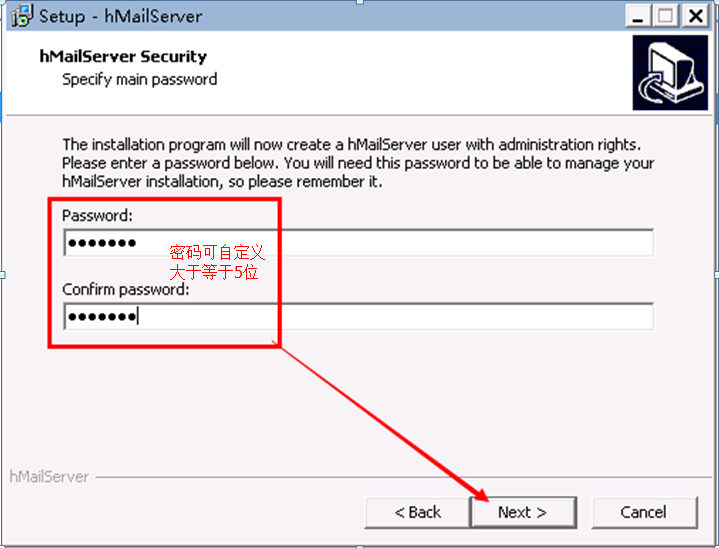 Setup - hMailServer
hMailServer Security
Specify main password
The installation program will now create a hMailServer user with administration rights.
Please enter a password below. You will need this password to be able to manage your
hMailServer installation, so please remember it.
Password:
●●●●●●●
密码可自定义
大于等于5位
Confirm password:
●●●●●●●
hMailServer
< Back
Next >
Cancel